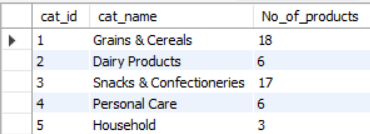 cat_id cat_name No_of_products
1 Grains & Cereals 18
2 Dairy Products 6
3 Snacks & Confectioneries 17
4 Personal Care 6
5 Household 3